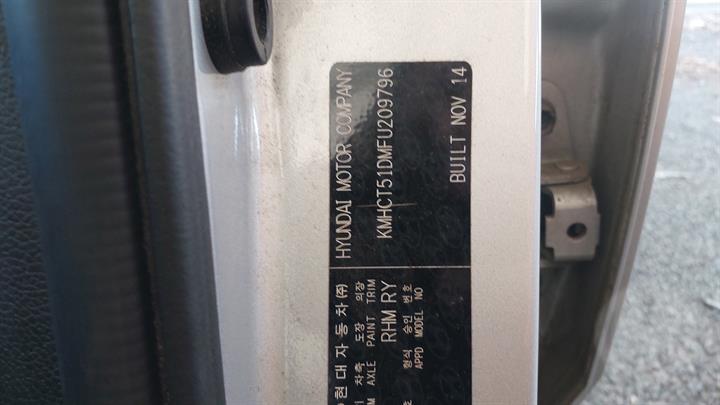 현대자동차(주) HYUNDAI MOTOR COMPANY
차축 도장 의장
AXLE PAINT TRIM
RHM RY KMHCT51DMFU209796
형식 승인 번호
APPD MODEL NO
BUILT NOV 14